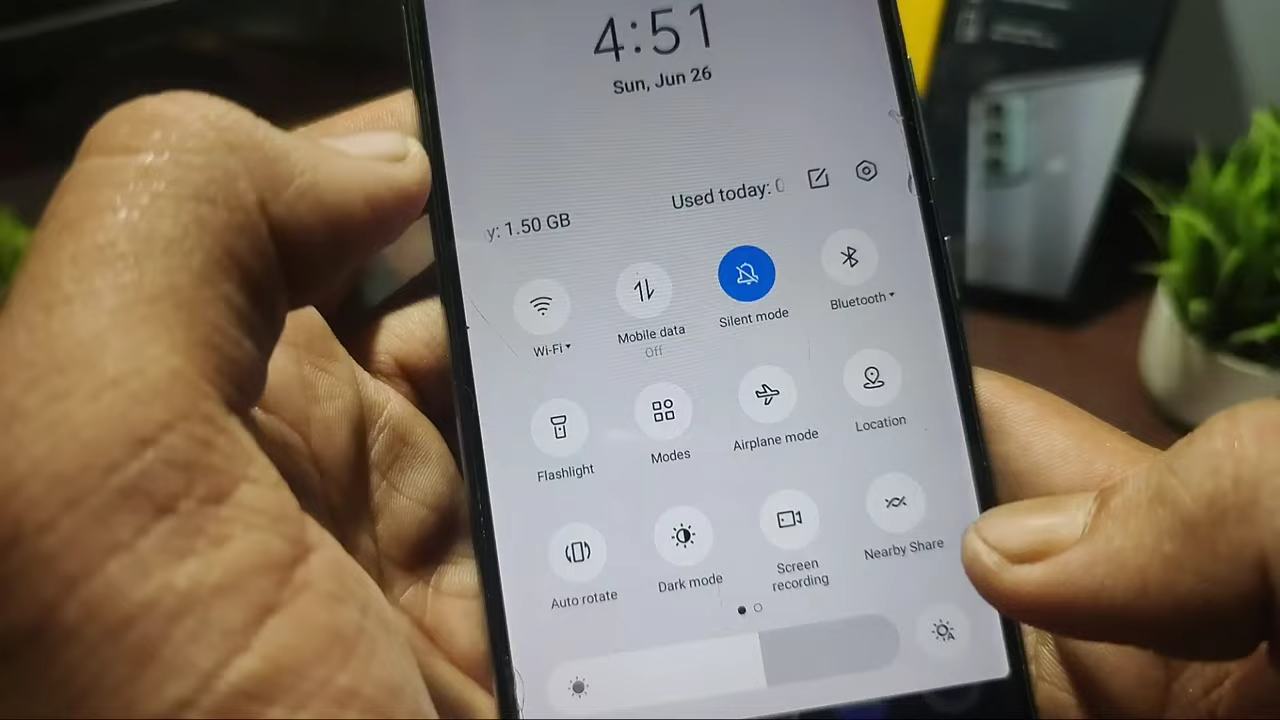 4:51
Sun, Jun 26
y: 1.50 GB
Used today: 0
Wi-Fi
Mobile data
Off
Silent mode
Bluetooth
Flashlight
Modes
Airplane mode
Location
Auto rotate
Dark mode
Screen
recording
Nearby Share